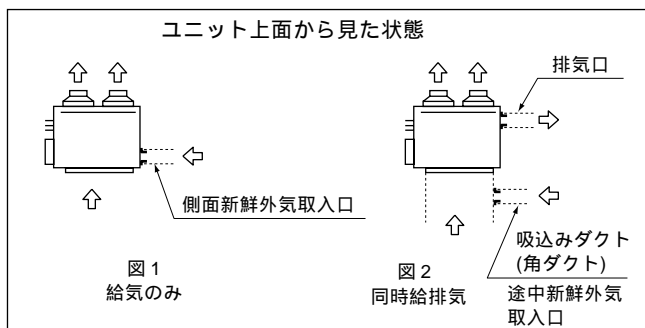 ユニット上面から見た状態
排気口
側面新鮮外気取入口
吸込みダクト
(角ダクト)
途中新鮮外気
取入口
図1
給気のみ
図2
同時給排気